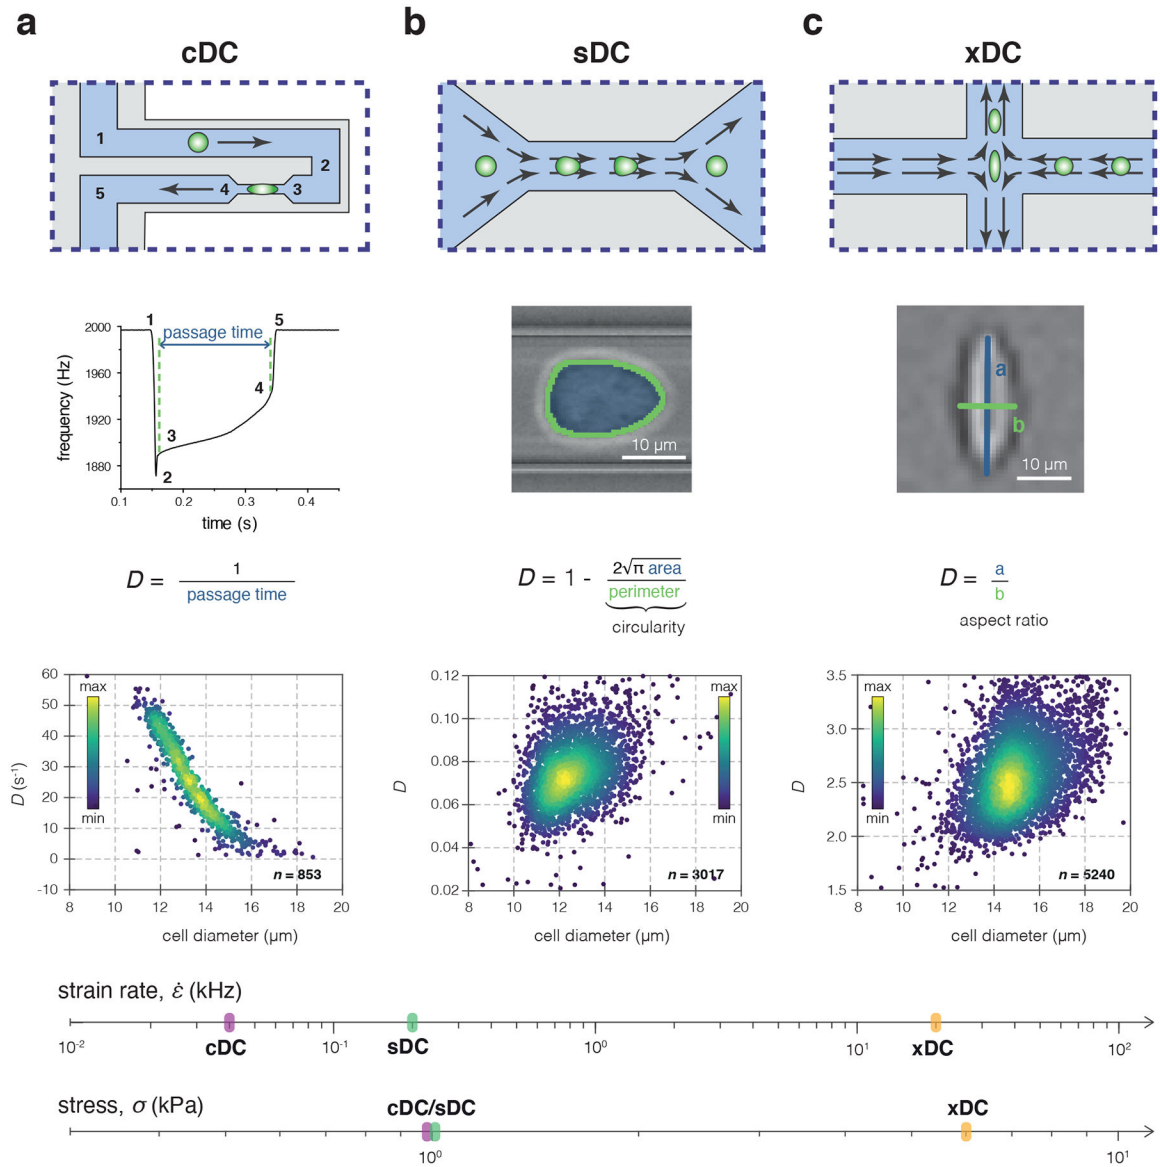 a
b
c
cDC
sDC
xDC
1
2
5
4
3
1
5
passage time
2000
1960
1920
1880
frequency (Hz)
4
3
2
0.1
0.2
0.3
0.4
time (s)
10 µm
a
b
10 µm
D = 1 / passage time
D = 1 - 2√π area / perimeter
circularity
D = a / b
aspect ratio
60
50
40
30
20
10
0
-10
D (s⁻¹)
max
min
n = 853
8 10 12 14 16 18 20
cell diameter (µm)
0.12
0.10
0.08
0.06
0.04
0.02
D
max
min
n = 3017
8 10 12 14 16 18 20
cell diameter (µm)
3.5
3.0
2.5
2.0
1.5
D
max
min
n = 5240
8 10 12 14 16 18 20
cell diameter (µm)
strain rate, ε̇ (kHz)
10⁻² cDC 10⁻¹ sDC 10⁰ 10¹ xDC 10²
stress, σ (kPa)
cDC/sDC
xDC
10⁰
10¹